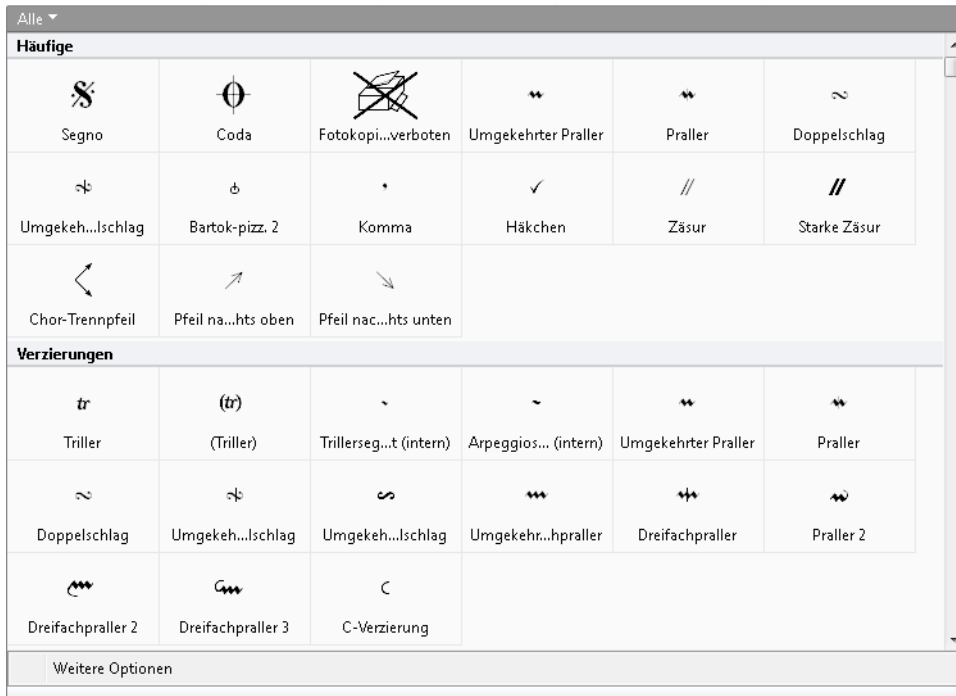 Alle
Häufige
Segno Coda Fotokopi...verboten Umgekehrter Praller Praller Doppelschlag
Umgekeh...lschlag Bartok-pizz. 2 Komma Häkchen Zäsur Starke Zäsur
Chor-Trennpfeil Pfeil na...hts oben Pfeil nac...hts unten
Verzierungen
tr (tr)
Triller (Triller) Trillerseg...t (intern) Arpeggios... (intern) Umgekehrter Praller Praller
Doppelschlag Umgekeh...lschlag Umgekeh...lschlag Umgekehr...hpraller Dreifachpraller Praller 2
Dreifachpraller 2 Dreifachpraller 3 C-Verzierung
Weitere Optionen